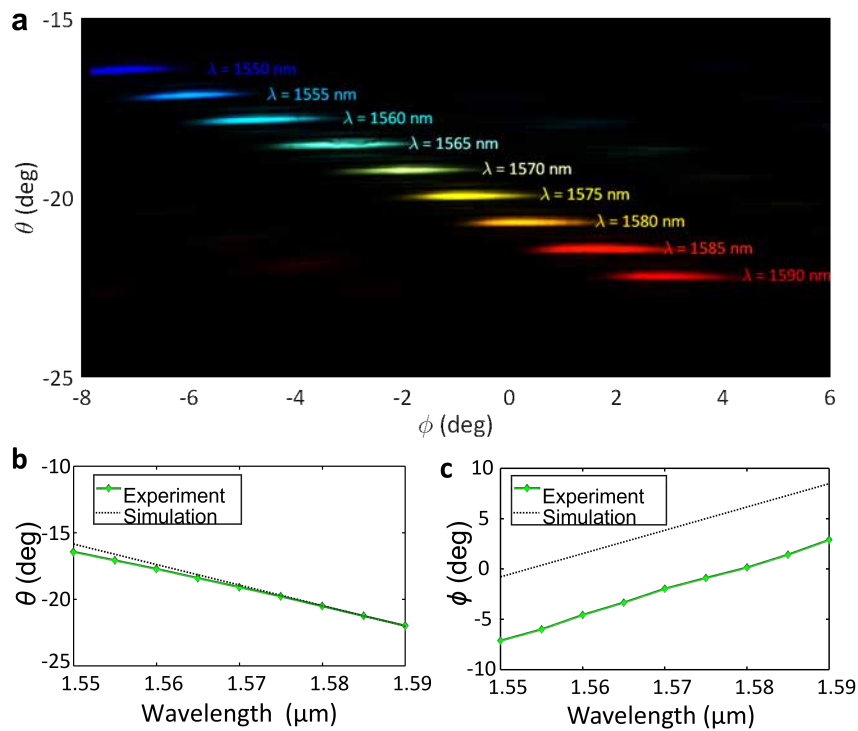 a
-15
-20
-25
θ (deg)
λ = 1550 nm
λ = 1555 nm
λ = 1560 nm
λ = 1565 nm
λ = 1570 nm
λ = 1575 nm
λ = 1580 nm
λ = 1585 nm
λ = 1590 nm
-8 -6 -4 -2 0 2 4 6
ϕ (deg)
b
-10
-15
-20
-25
θ (deg)
Experiment
Simulation
1.55 1.56 1.57 1.58 1.59
Wavelength (μm)
c
10
5
0
-5
-10
ϕ (deg)
Experiment
Simulation
1.55 1.56 1.57 1.58 1.59
Wavelength (μm)